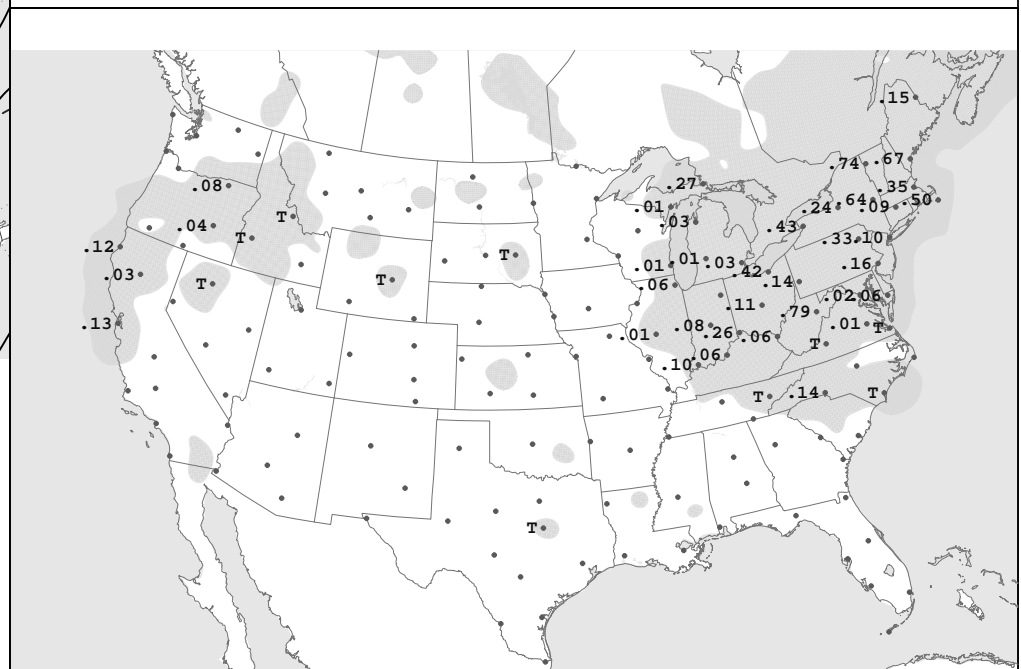 .15
.74 .67
.27 .35
.08 .64 .50
.01 .24 .09
T .03 .43
.04 T .33 .10
.12 T .01 .03 .16
.03 T T .01 .42 .14
.06 .02 .06
.13 .11 .79
.01 .08 .26 .06 .01 T
.06 T
.10
T .14 T
T